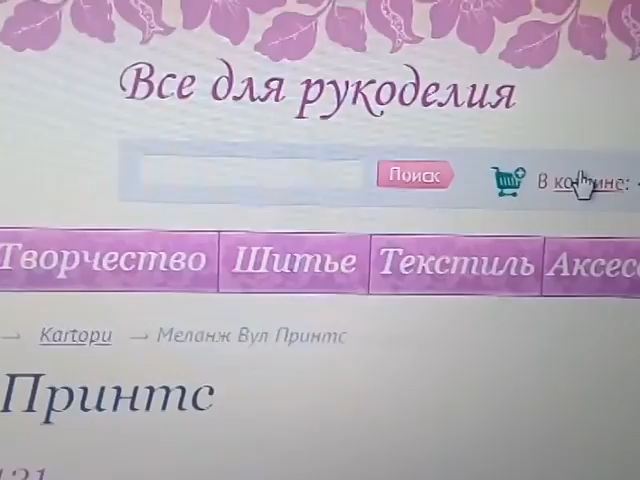 Все для рукоделия
Поиск
В корзине:
Творчество Шитье Текстиль
→ Kartopu → Меланж Вул Принтс
Принтс